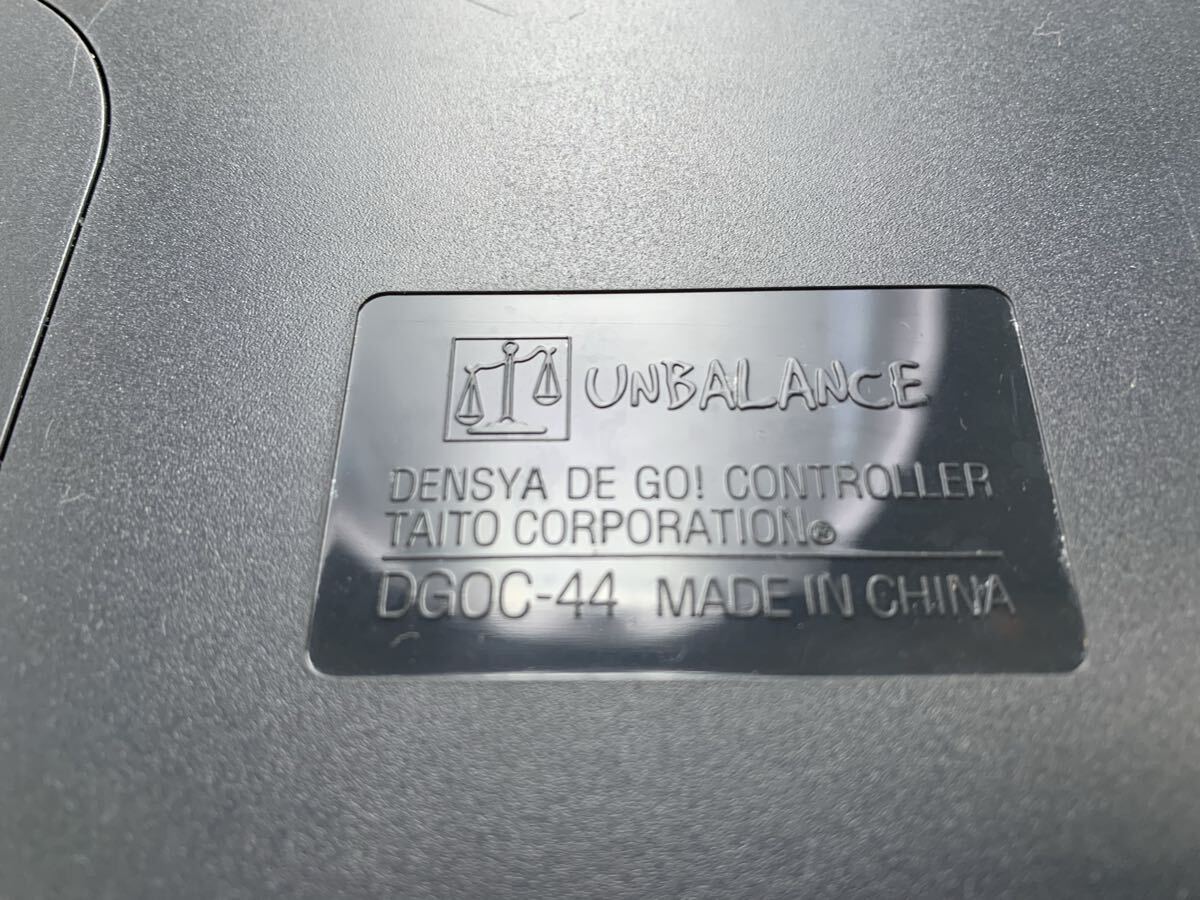 UNBALANCE
DENSYA DE GO! CONTROLLER
TAITO CORPORATION®
DGOC-44 MADE IN CHINA